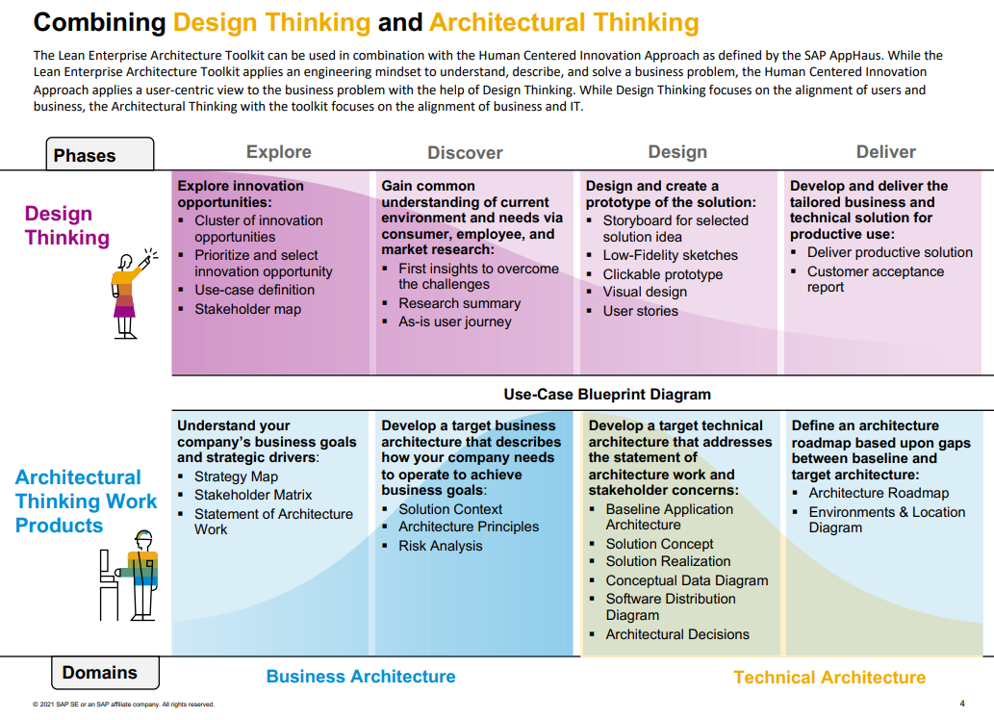 Combining Design Thinking and Architectural Thinking
The Lean Enterprise Architecture Toolkit can be used in combination with the Human Centered Innovation Approach as defined by the SAP AppHaus. While the
Lean Enterprise Architecture Toolkit applies an engineering mindset to understand, describe, and solve a business problem, the Human Centered Innovation
Approach applies a user-centric view to the business problem with the help of Design Thinking. While Design Thinking focuses on the alignment of users and
business, the Architectural Thinking with the toolkit focuses on the alignment of business and IT.
Phases
Explore
Discover
Design
Deliver
Design
Thinking
Explore innovation
opportunities:
▪ Cluster of innovation
opportunities
▪ Prioritize and select
innovation opportunity
▪ Use-case definition
▪ Stakeholder map
Gain common
understanding of current
environment and needs via
consumer, employee, and
market research:
▪ First insights to overcome
the challenges
▪ Research summary
▪ As-is user journey
Design and create a
prototype of the solution:
▪ Storyboard for selected
solution idea
▪ Low-Fidelity sketches
▪ Clickable prototype
▪ Visual design
▪ User stories
Develop and deliver the
tailored business and
technical solution for
productive use:
▪ Deliver productive solution
▪ Customer acceptance
report
Use-Case Blueprint Diagram
Architectural
Thinking Work
Products
Understand your
company's business goals
and strategic drivers:
▪ Strategy Map
▪ Stakeholder Matrix
▪ Statement of Architecture
Work
Develop a target business
architecture that describes
how your company needs
to operate to achieve
business goals:
▪ Solution Context
▪ Architecture Principles
▪ Risk Analysis
Develop a target technical
architecture that addresses
the statement of
architecture work and
stakeholder concerns:
▪ Baseline Application
Architecture
▪ Solution Concept
▪ Solution Realization
▪ Conceptual Data Diagram
▪ Software Distribution
Diagram
▪ Architectural Decisions
Define an architecture
roadmap based upon gaps
between baseline and
target architecture:
▪ Architecture Roadmap
▪ Environments & Location
Diagram
Domains
Business Architecture
Technical Architecture
© 2021 SAP SE or an SAP affiliate company. All rights reserved.
4